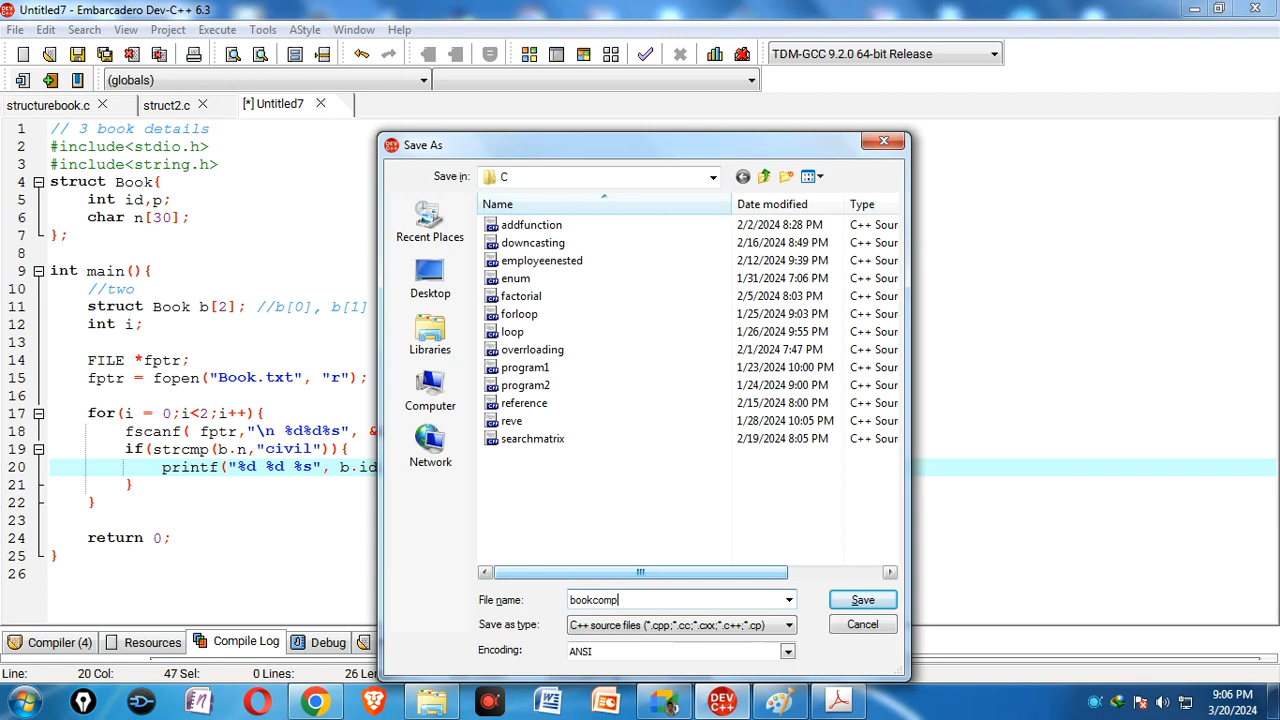 Untitled7 - Embarcadero Dev-C++ 6.3
File Edit Search View Project Execute Tools AStyle Window Help
TDM-GCC 9.2.0 64-bit Release
(globals)
structurebook.c struct2.c [*] Untitled7
1 // 3 book details
2 #include<stdio.h>
3 #include<string.h>
4 struct Book{
5 int id,p;
6 char n[30];
7 };
8
9 int main(){
10 //two
11 struct Book b[2]; //b[0], b[1]
12 int i;
13
14 FILE *fptr;
15 fptr = fopen("Book.txt", "r");
16
17 for(i = 0;i<2;i++){
18 fscanf( fptr,"\n %d%d%s", &
19 if(strcmp(b.n,"civil")){
20 printf("%d %d %s", b.id
21 }
22 }
23
24 return 0;
25 }
26
Save As
Save in: C
Recent Places
Desktop
Libraries
Computer
Network
Name Date modified Type
addfunction 2/2/2024 8:28 PM C++ Sour
downcasting 2/16/2024 8:49 PM C++ Sour
employeenested 2/12/2024 9:39 PM C++ Sour
enum 1/31/2024 7:06 PM C++ Sour
factorial 2/5/2024 8:03 PM C++ Sour
forloop 1/25/2024 9:03 PM C++ Sour
loop 1/26/2024 9:55 PM C++ Sour
overloading 2/1/2024 7:47 PM C++ Sour
program1 1/23/2024 10:00 PM C++ Sour
program2 1/24/2024 9:00 PM C++ Sour
reference 2/15/2024 8:00 PM C++ Sour
reve 1/28/2024 10:05 PM C++ Sour
searchmatrix 2/19/2024 8:05 PM C++ Sour
File name: bookcomp Save
Save as type: C++ source files (*.cpp;*.cc;*.cxx;*.c++;*.cp) Cancel
Encoding: ANSI
Compiler (4) Resources Compile Log Debug
Line: 20 Col: 47 Sel: 0 Lines: 26 Len
9:06 PM
3/20/2024